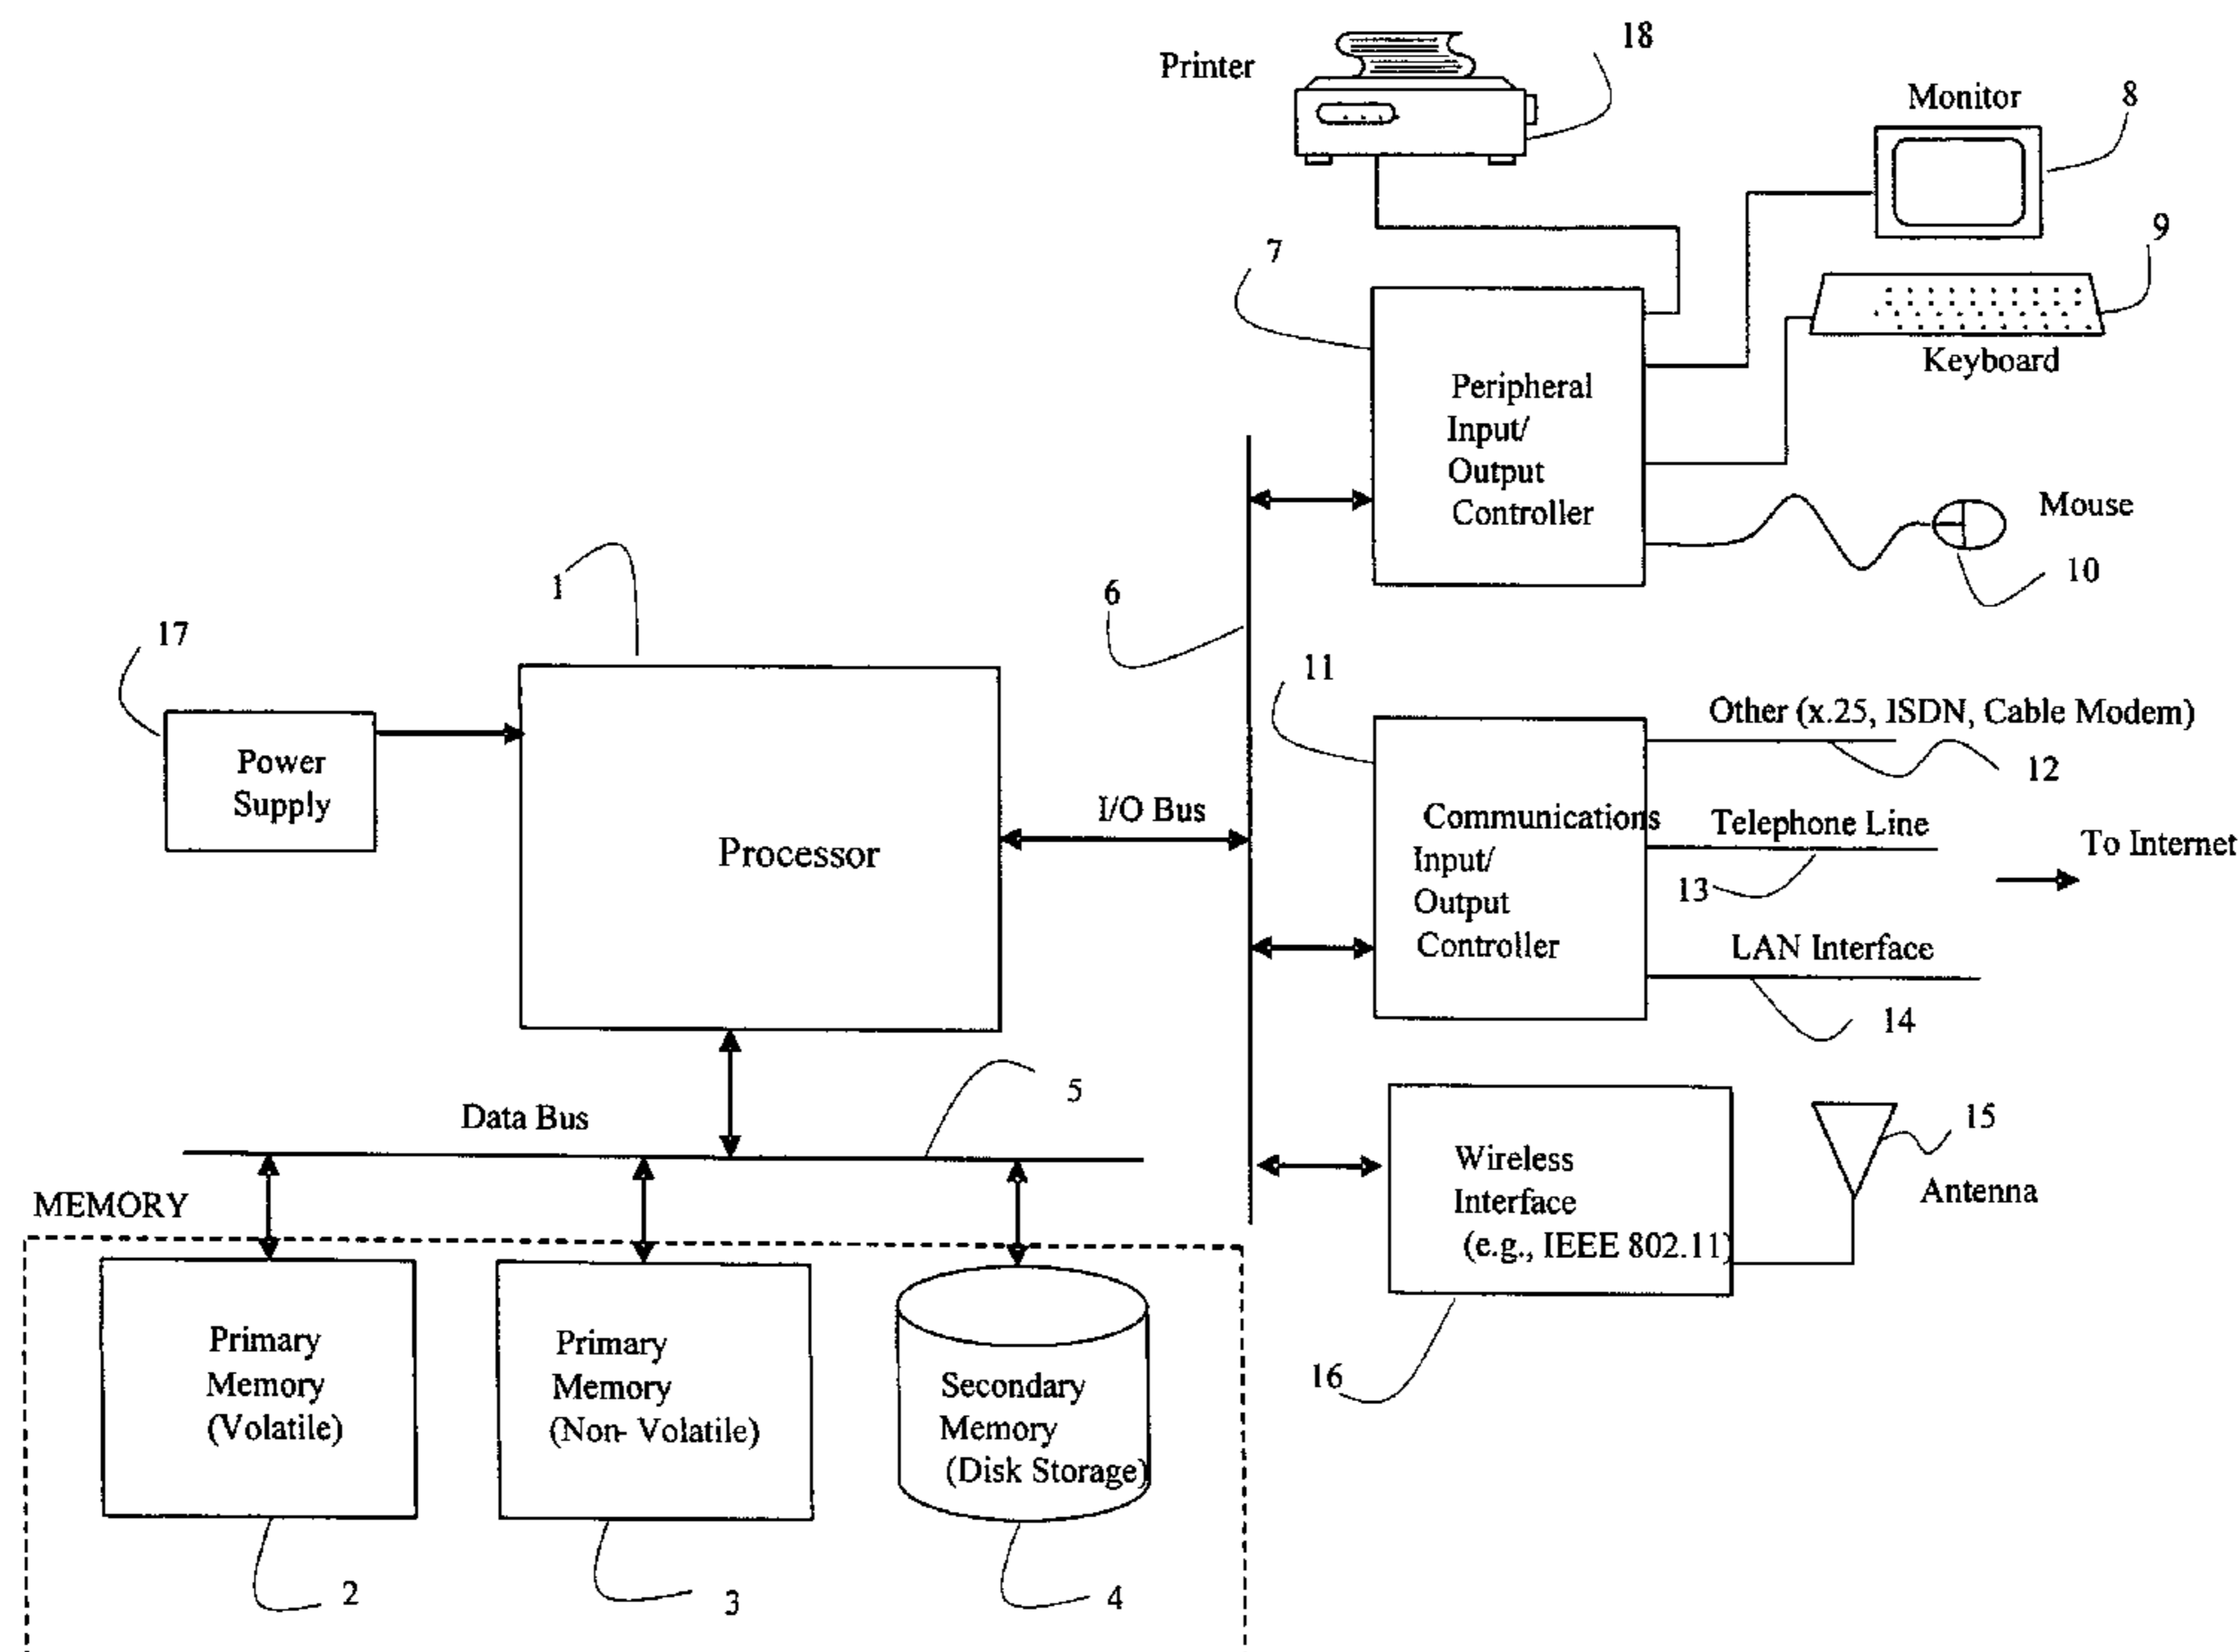 Printer
18
Monitor
8
7
9
Keyboard
Peripheral
Input/
Output
Controller
Mouse
10
1
6
17
11
Power
Supply
Processor
I/O Bus
Other (x.25, ISDN, Cable Modem)
12
Communications
Input/
Output
Controller
Telephone Line
13
To Internet
LAN Interface
14
Data Bus
5
Wireless
Interface
(e.g., IEEE 802.11)
15
Antenna
16
MEMORY
Primary
Memory
(Volatile)
Primary
Memory
(Non- Volatile)
Secondary
Memory
(Disk Storage)
2
3
4